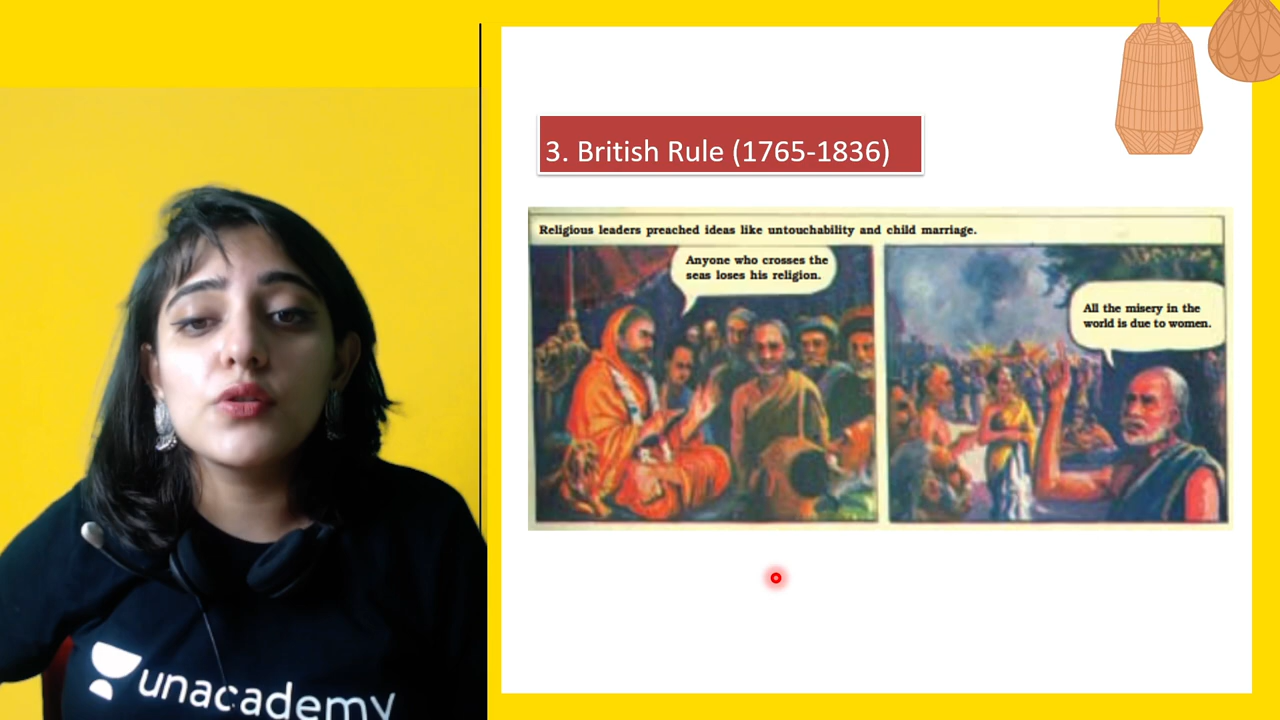 3. British Rule (1765-1836)
Religious leaders preached ideas like untouchability and child marriage.
Anyone who crosses the
seas loses his religion.
All the misery in the
world is due to women.
unacademy